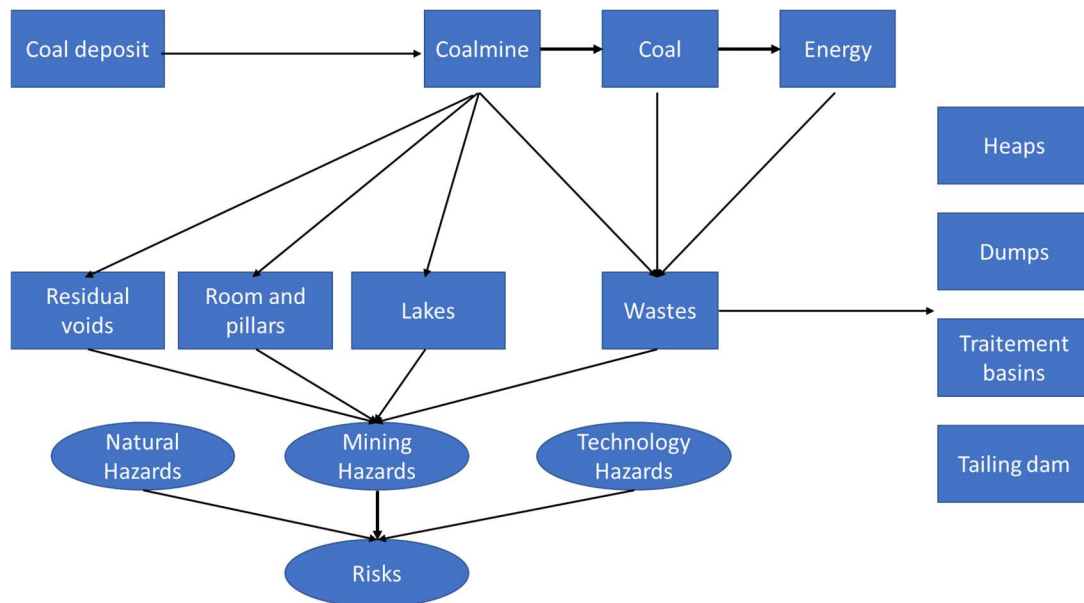 Coal deposit
Coalmine
Coal
Energy
Heaps
Dumps
Residual
voids
Room and
pillars
Lakes
Wastes
Traitement
basins
Natural
Hazards
Mining
Hazards
Technology
Hazards
Tailing dam
Risks